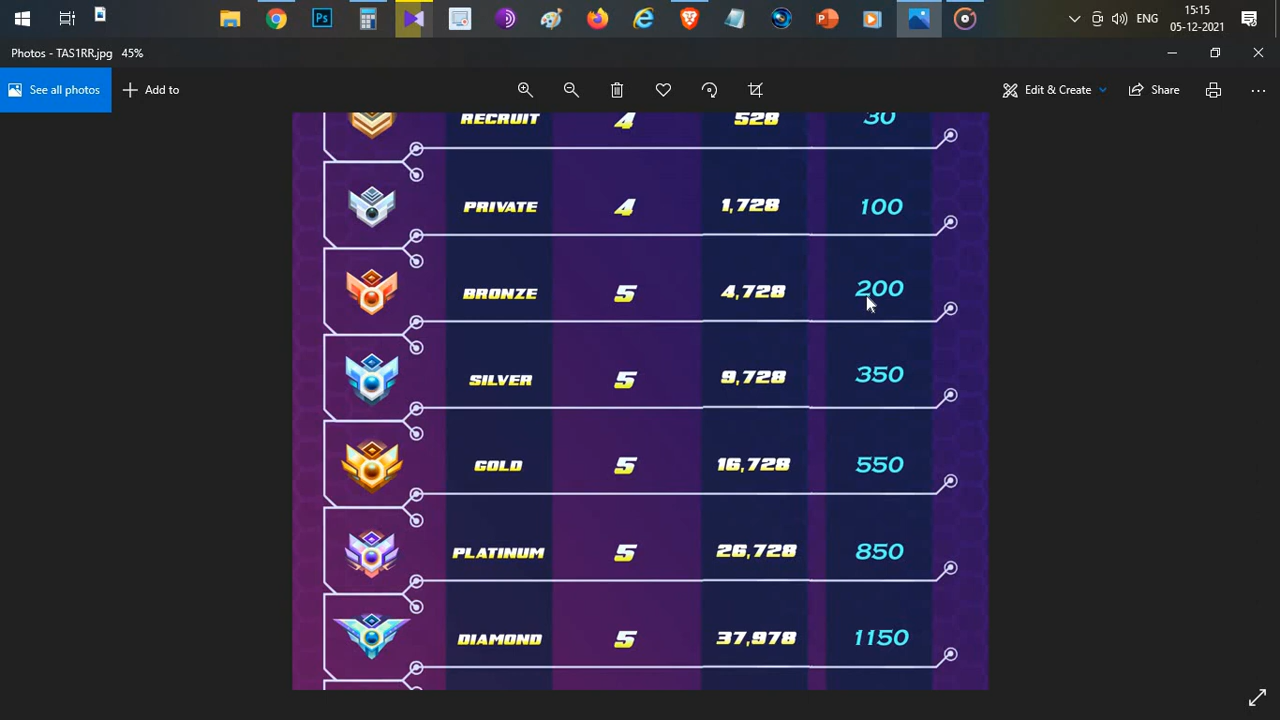 15:15
ENG
05-12-2021
Ps
Photos - TAS1RR.jpg 45%
See all photos
Add to
Edit & Create
Share
RECRUIT 4 528 30
PRIVATE 4 1,728 100
BRONZE 5 4,728 200
SILVER 5 9,728 350
GOLD 5 16,728 550
PLATINUM 5 26,728 850
DIAMOND 5 37,978 1150